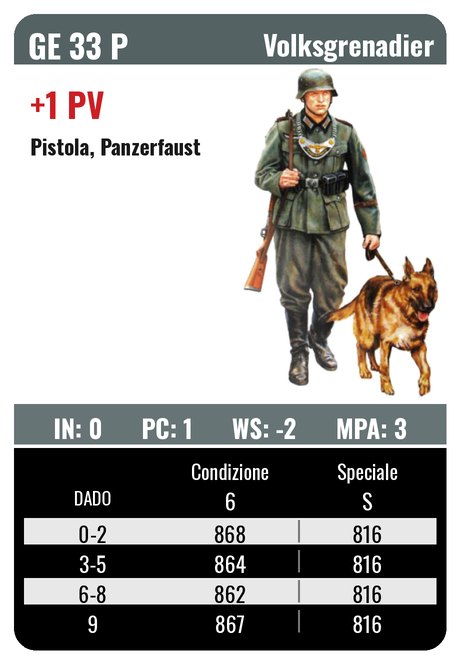 GE 33 P Volksgrenadier
+1 PV
Pistola, Panzerfaust
IN: 0 PC: 1 WS: -2 MPA: 3
Condizione Speciale
DADO 6 S
0-2 868 816
3-5 864 816
6-8 862 816
9 867 816